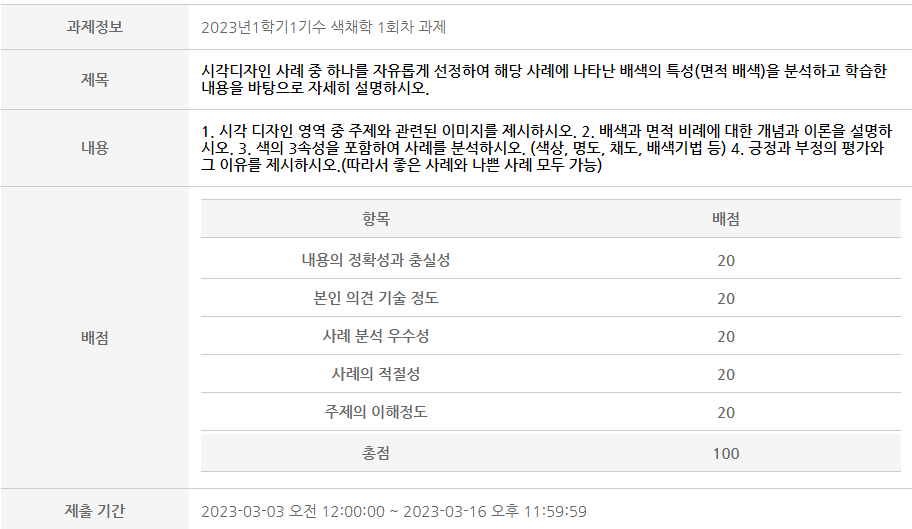 과제정보
2023년1학기1기수 색채학 1회차 과제
제목
시각디자인 사례 중 하나를 자유롭게 선정하여 해당 사례에 나타난 배색의 특성(면적 배색)을 분석하고 학습한
내용을 바탕으로 자세히 설명하시오.
내용
1. 시각 디자인 영역 중 주제와 관련된 이미지를 제시하시오. 2. 배색과 면적 비례에 대한 개념과 이론을 설명하
시오. 3. 색의 3속성을 포함하여 사례를 분석하시오. (색상, 명도, 채도, 배색기법 등) 4. 긍정과 부정의 평가와
그 이유를 제시하시오.(따라서 좋은 사례와 나쁜 사례 모두 가능)
배점
항목 배점
내용의 정확성과 충실성 20
본인 의견 기술 정도 20
사례 분석 우수성 20
사례의 적절성 20
주제의 이해정도 20
총점 100
제출 기간
2023-03-03 오전 12:00:00 ~ 2023-03-16 오후 11:59:59